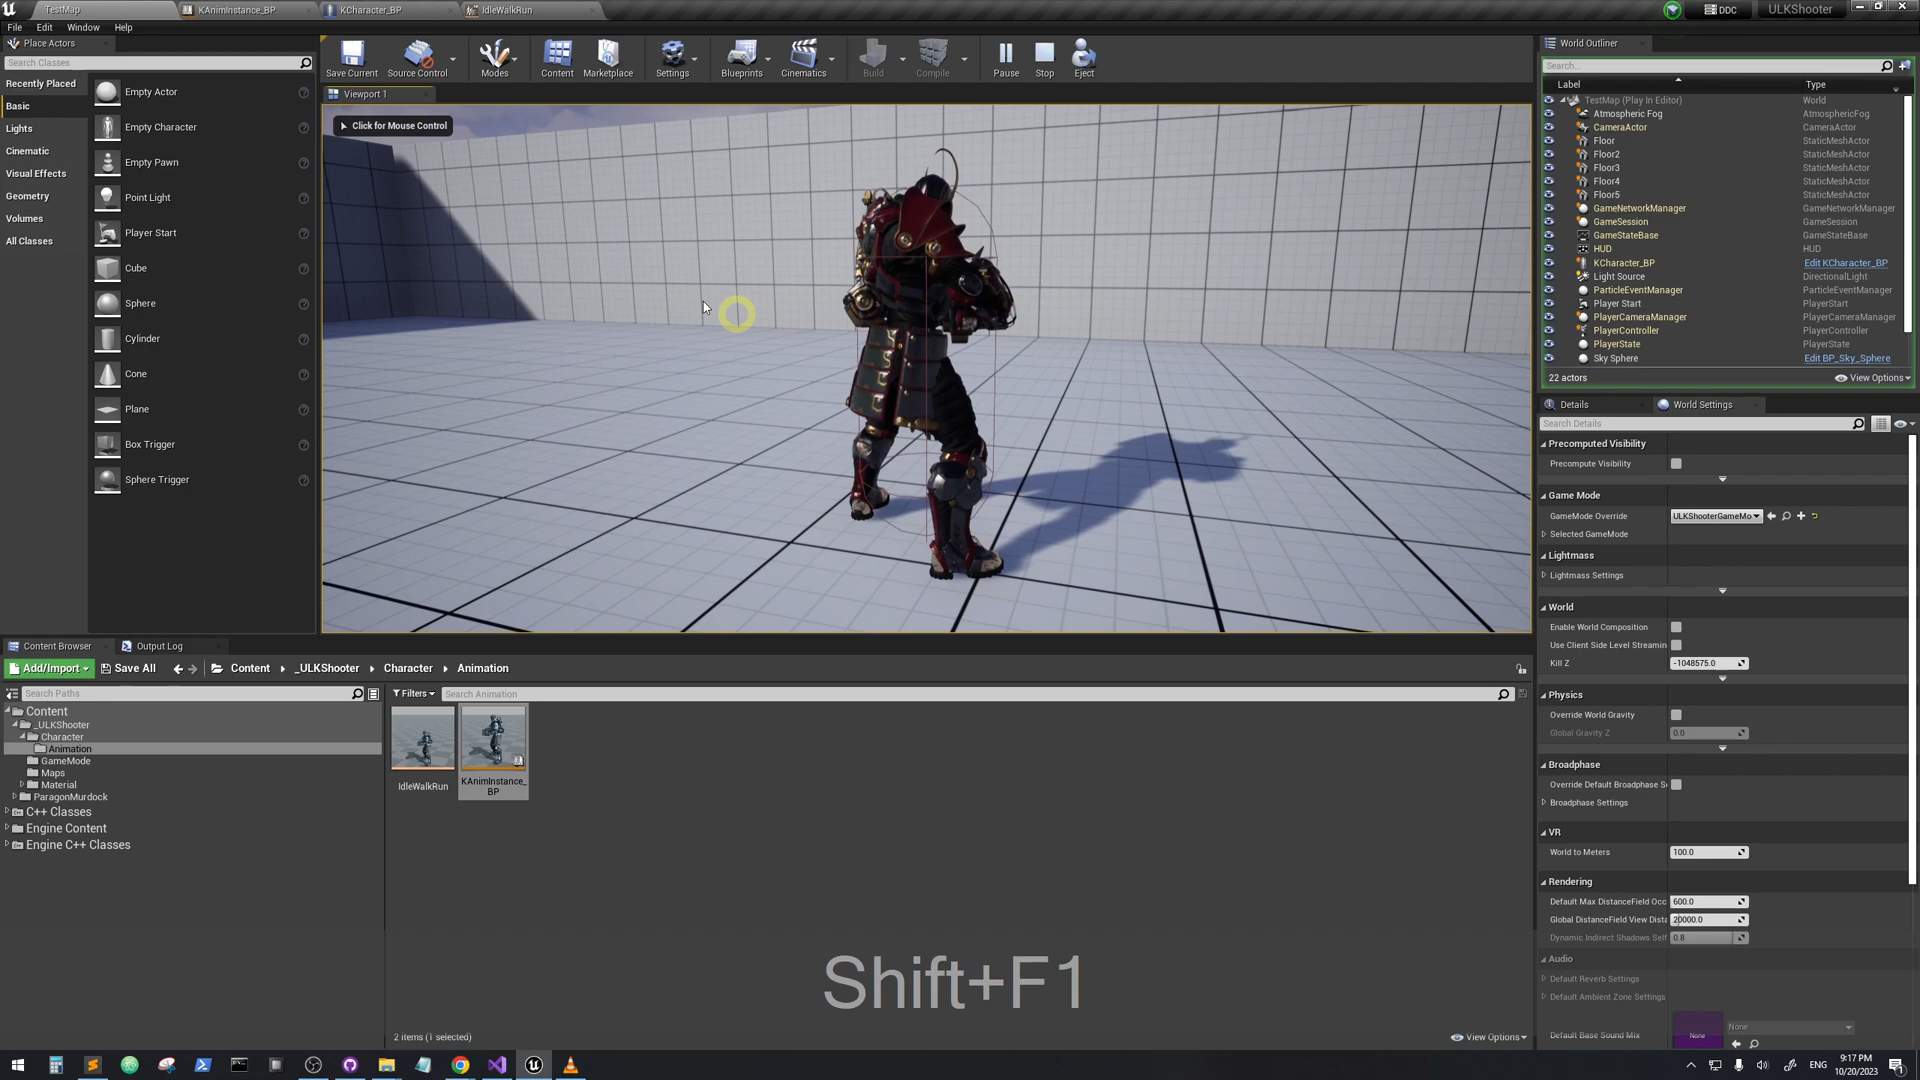 TestMap
KAnimInstance_BP
KCharacter_BP
IdleWalkRun
DDC
ULKShooter
File
Edit
Window
Help
Place Actors
Search Classes
Recently Placed
Basic
Lights
Cinematic
Visual Effects
Geometry
Volumes
All Classes
Empty Actor
Empty Character
Empty Pawn
Point Light
Player Start
Cube
Sphere
Cylinder
Cone
Plane
Box Trigger
Sphere Trigger
Save Current
Source Control
Modes
Content
Marketplace
Settings
Blueprints
Cinematics
Build
Compile
Pause
Stop
Eject
Viewport 1
Click for Mouse Control
World Outliner
Search...
Label Type
TestMap (Play In Editor) World
Atmospheric Fog AtmosphericFog
CameraActor CameraActor
Floor StaticMeshActor
Floor2 StaticMeshActor
Floor3 StaticMeshActor
Floor4 StaticMeshActor
Floor5 StaticMeshActor
GameNetworkManager GameNetworkManager
GameSession GameSession
GameStateBase GameStateBase
HUD HUD
KCharacter_BP Edit KCharacter_BP
Light Source DirectionalLight
ParticleEventManager ParticleEventManager
Player Start PlayerStart
PlayerCameraManager PlayerCameraManager
PlayerController PlayerController
PlayerState PlayerState
Sky Sphere Edit BP_Sky_Sphere
22 actors View Options
Details
World Settings
Search Details
Precomputed Visibility
Precompute Visibility
Game Mode
GameMode Override ULKShooterGameMo
Selected GameMode
Lightmass
Lightmass Settings
World
Enable World Composition
Use Client Side Level Streamin
Kill Z -1048575.0
Physics
Override World Gravity
Global Gravity Z 0.0
Broadphase
Override Default Broadphase S
Broadphase Settings
VR
World to Meters 100.0
Rendering
Default Max DistanceField Occ 600.0
Global DistanceField View Dista 20000.0
Dynamic Indirect Shadows Self 0.8
Audio
Default Reverb Settings
Default Ambient Zone Settings
Default Base Sound Mix None None
Content Browser
Output Log
Add/Import
Save All
Content
_ULKShooter
Character
Animation
Search Paths
Filters
Search Animation
Content
_ULKShooter
Character
Animation
GameMode
Maps
Material
ParagonMurdock
C++ Classes
Engine Content
Engine C++ Classes
IdleWalkRun
KAnimInstance_
BP
Shift+F1
2 items (1 selected)
View Options
ENG
9:17 PM
10/20/2023